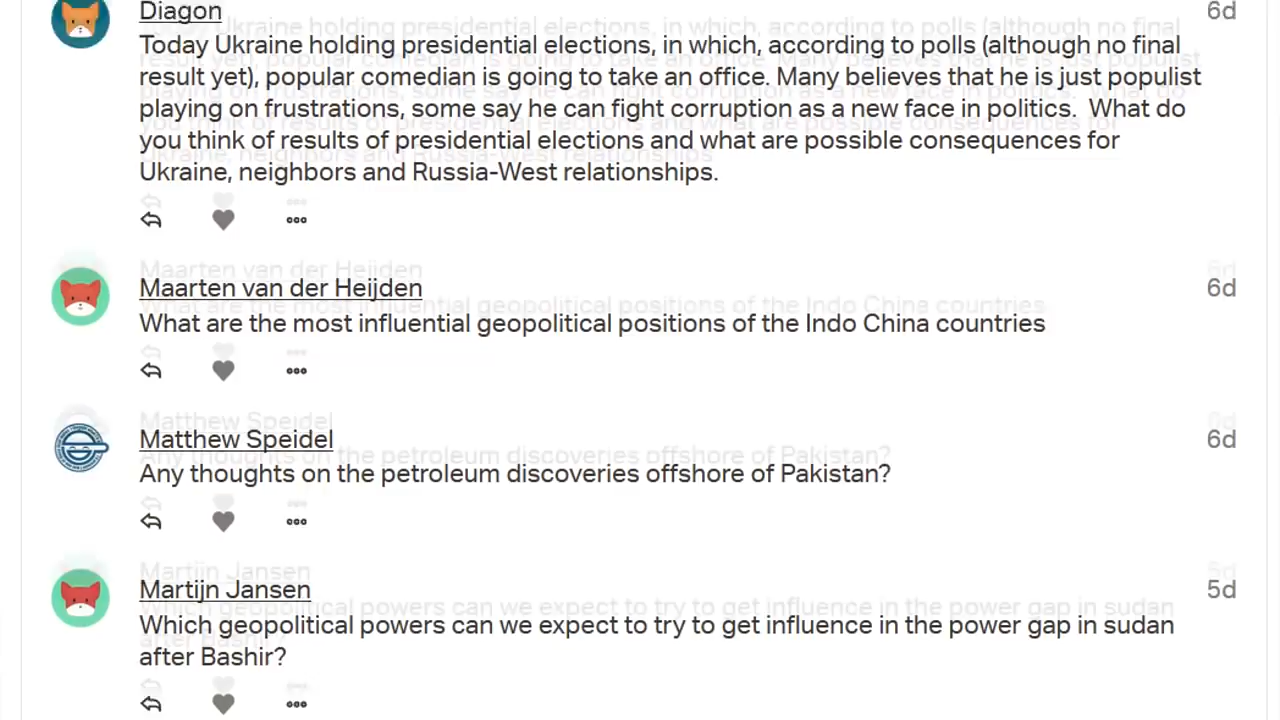 Diagon
6d
Today Ukraine holding presidential elections, in which, according to polls (although no final
result yet), popular comedian is going to take an office. Many believes that he is just populist
playing on frustrations, some say he can fight corruption as a new face in politics.  What do
you think of results of presidential elections and what are possible consequences for
Ukraine, neighbors and Russia-West relationships.
Maarten van der Heijden
6d
What are the most influential geopolitical positions of the Indo China countries
Matthew Speidel
6d
Any thoughts on the petroleum discoveries offshore of Pakistan?
Martijn Jansen
5d
Which geopolitical powers can we expect to try to get influence in the power gap in sudan
after Bashir?